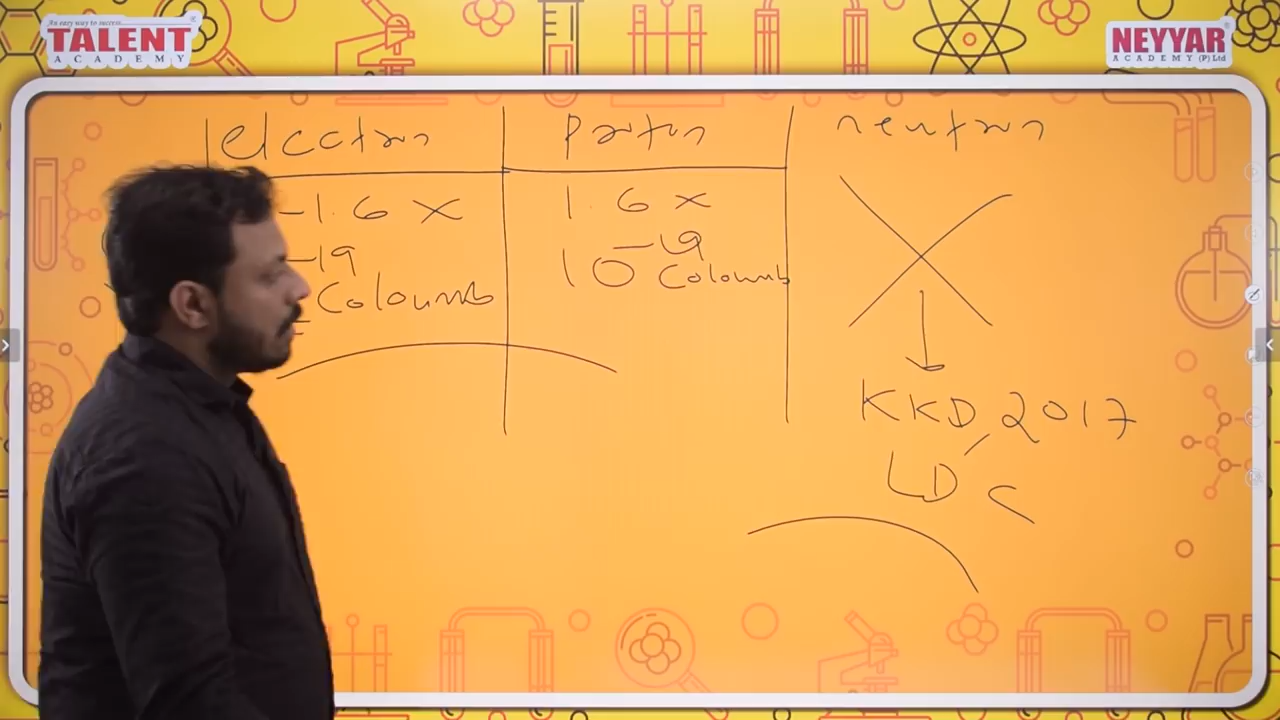 An easy way to success
TALENT
ACADEMY
NEYYAR
ACADEMY (P) Ltd
Elcctron Proton neutron
-1.6 × 1.6 ×
-19 10-19
Coloumb Coloumb
KKD, 2017
LDC